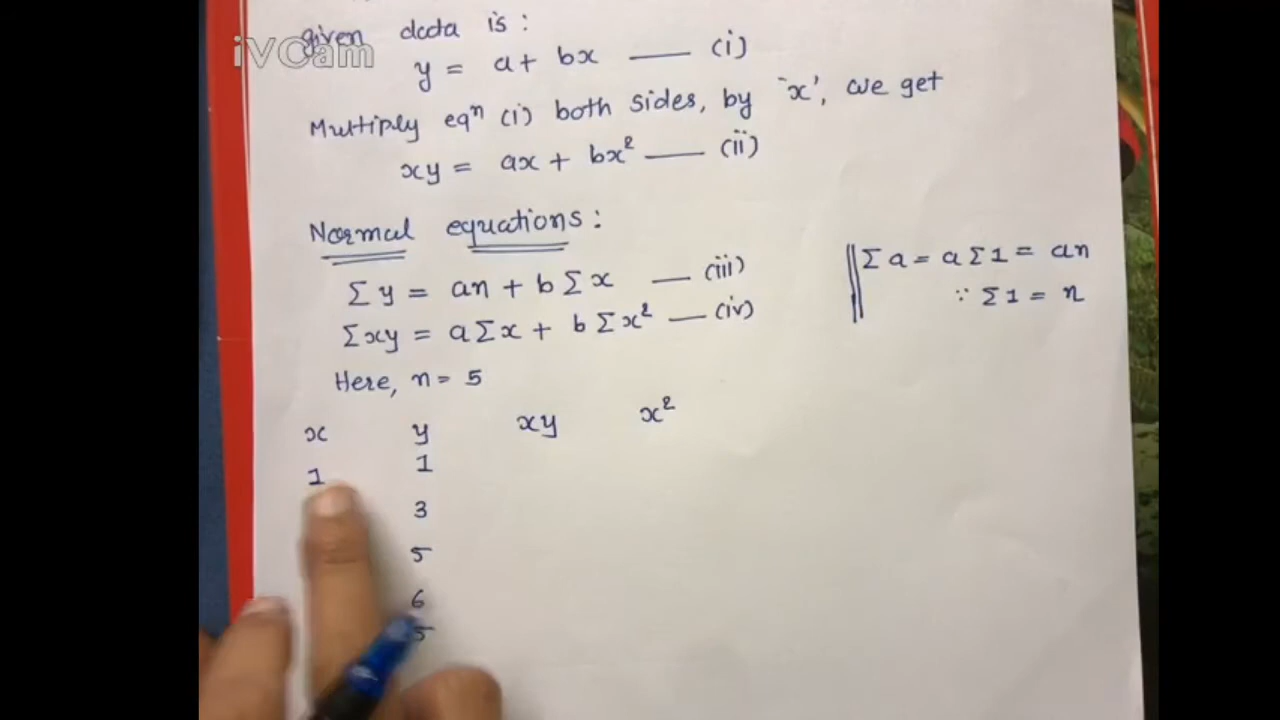 given data is:
iVCam
y = a + bx —— (i)
Multiply eqⁿ (i) both sides, by 'x', we get
xy = ax + bx² —— (ii)
Normal equations:
Σy = an + bΣx — (iii)
Σxy = aΣx + bΣx² — (iv)
Σa = aΣ1 = an
∵ Σ1 = n
Here, n = 5
x y xy x²
1 1
3
5
6
5